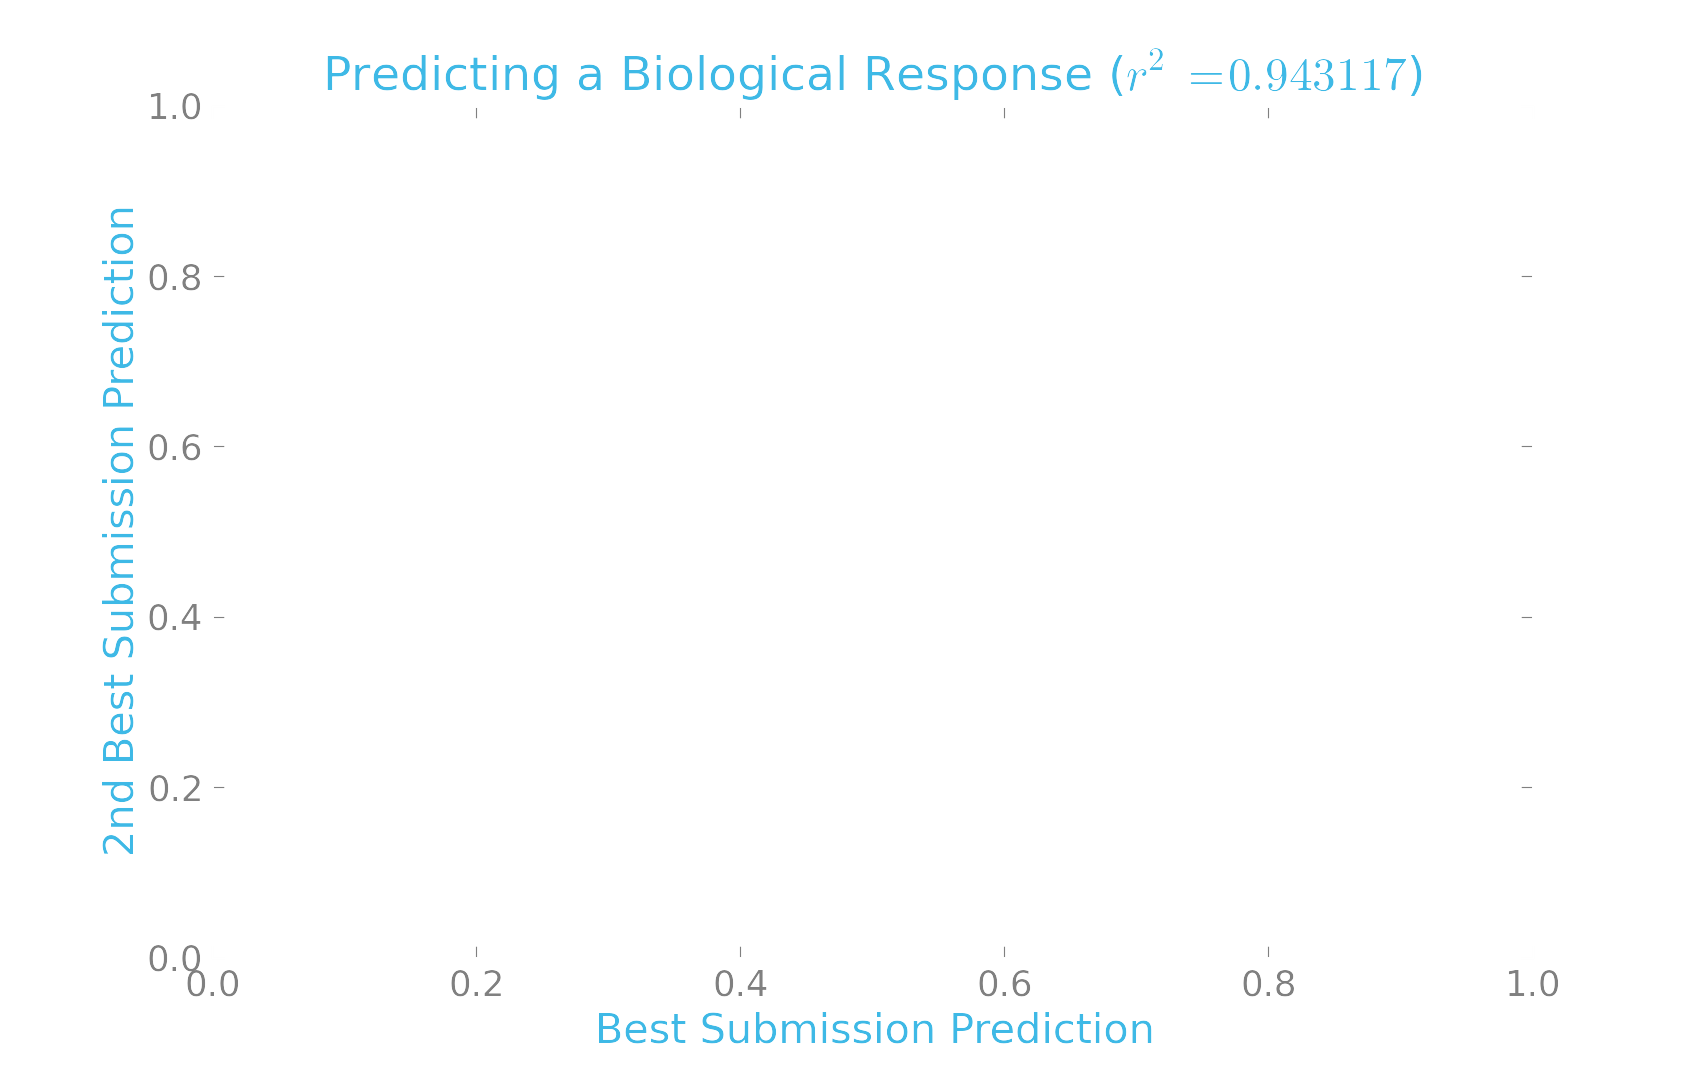 Predicting a Biological Response (r² =0.943117)
1.0
0.8
0.6
0.4
0.2
0.0
2nd Best Submission Prediction
0.0 0.2 0.4 0.6 0.8 1.0
Best Submission Prediction